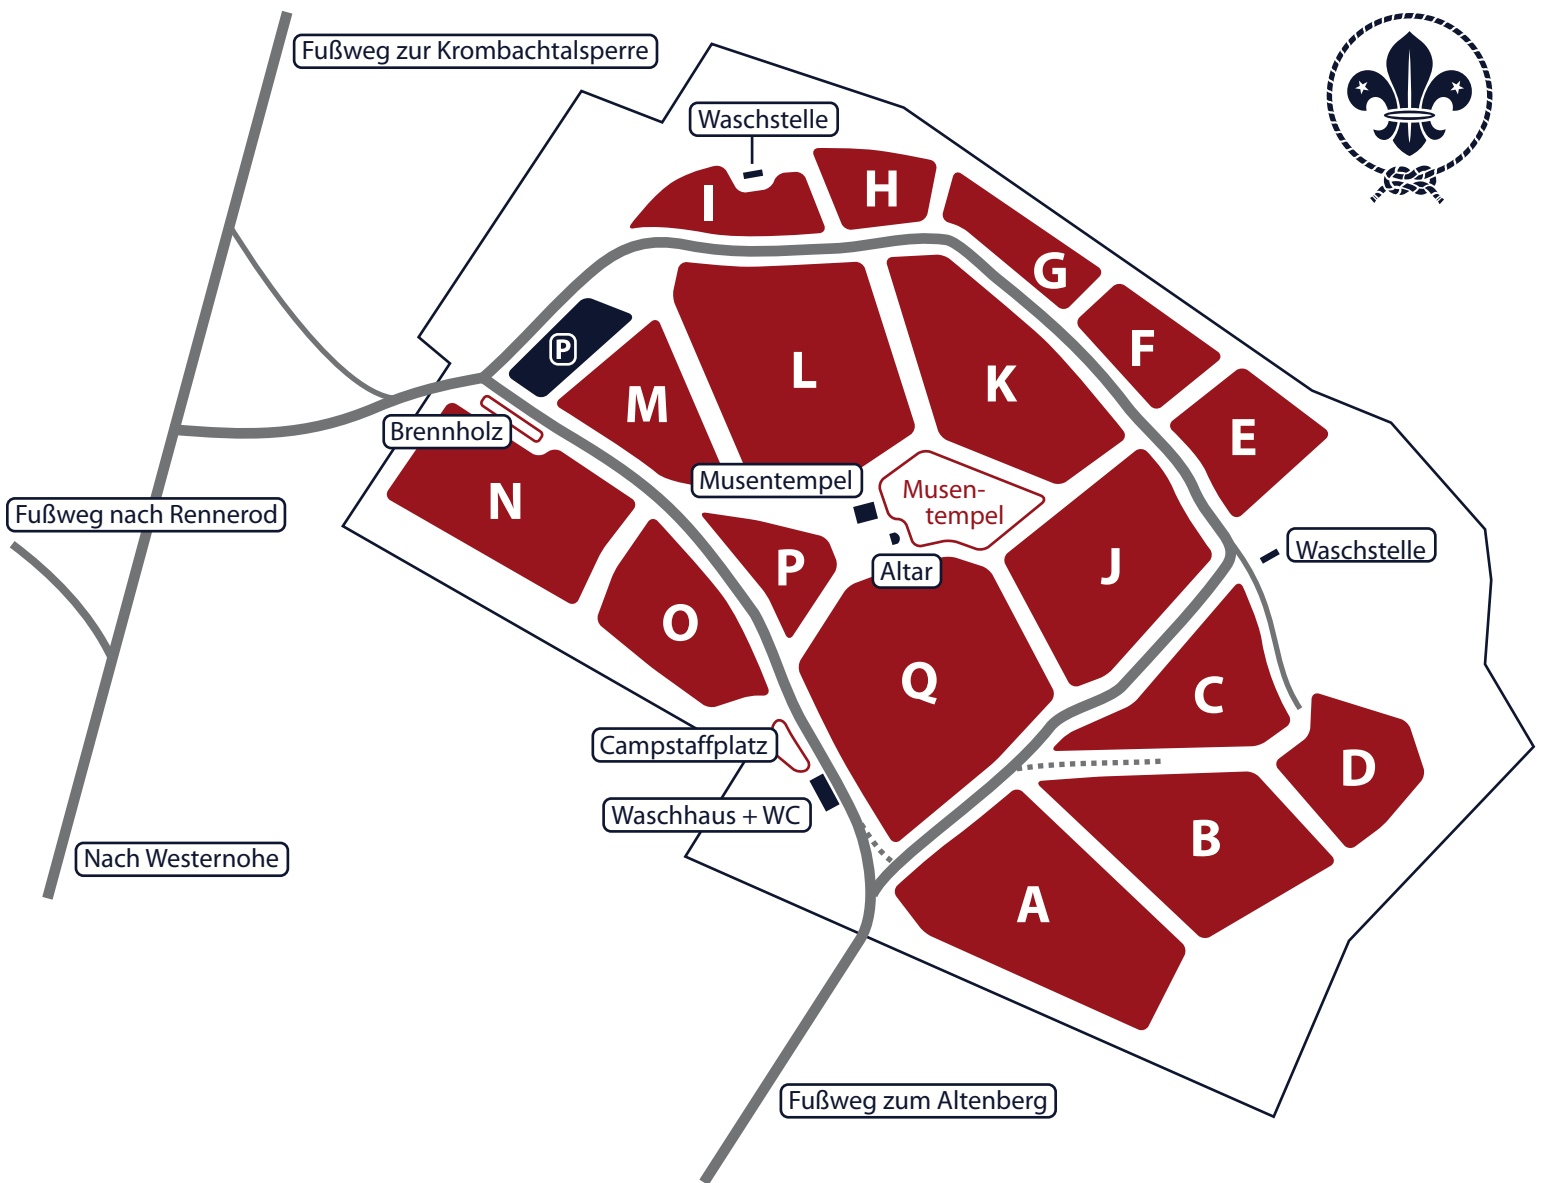 Fußweg zur Krombachtalsperre
Waschstelle
I
H
G
F
E
P
M
L
K
Brennholz
N
Musentempel
Musen-
tempel
Altar
Fußweg nach Rennerod
Waschstelle
J
P
O
Q
C
D
Campstaffplatz
Waschhaus + WC
B
A
Nach Westernohe
Fußweg zum Altenberg